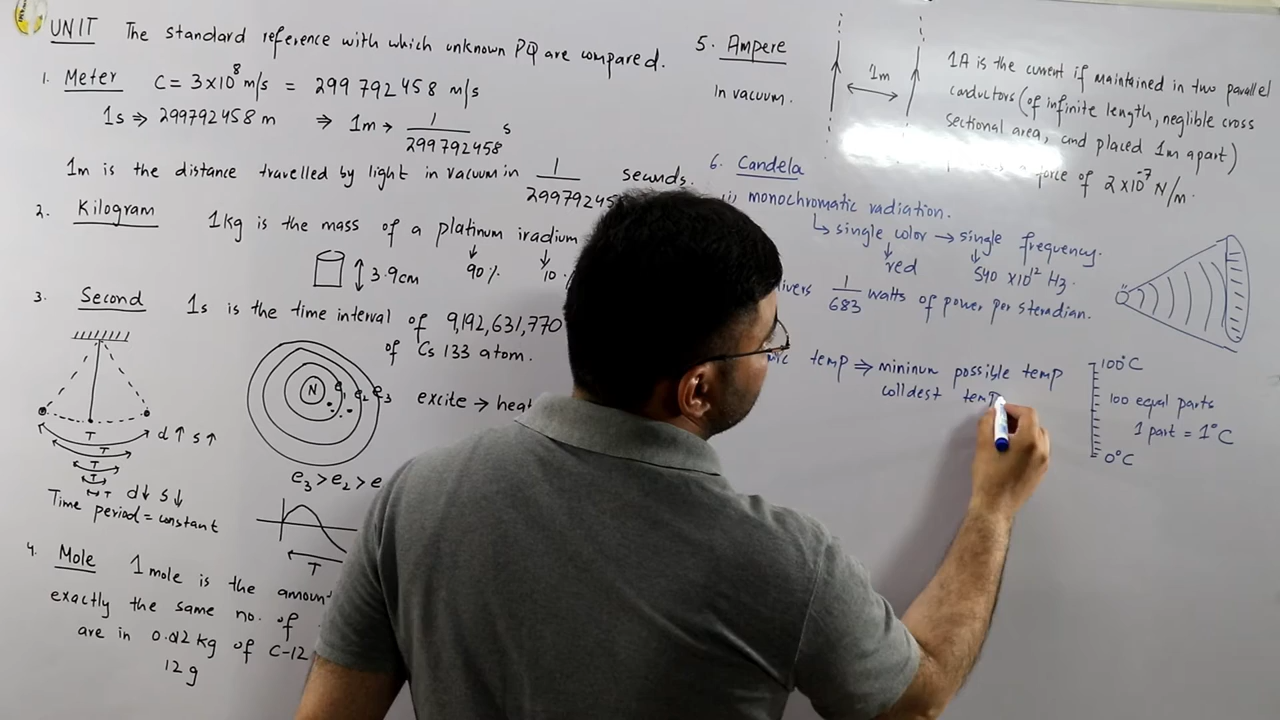 UNIT The standard reference with which unknown PQ are compared.
1. Meter C = 3×10⁸ m/s = 299 792 458 m/s
1s ⇒ 299792458 m ⇒ 1m → 1/299792458 s
1m is the distance travelled by light in vacuum in 1/29979245 seconds.
2. Kilogram 1kg is the mass of a platinum iradium
3.9cm 90% 10
3. Second 1s is the time interval of 9,192,631,770
of Cs 133 atom.
N e₁ e₂ e₃ excite → heat
T d↑ s↑
T
T
T
T d↓ s↓
Time period = constant
e₃ > e₂ > e
T
4. Mole 1 mole is the amount
exactly the same no. of
are in 0.012 kg of C-12
12 g
5. Ampere
In vacuum.
1m
1A is the current if maintained in two parallel
conductors (of infinite length, neglible cross
sectional area, and placed 1m apart)
force of 2×10⁻⁷ N/m.
6. Candela
monochromatic radiation.
↳ single color → single frequency.
red 540 ×10¹² Hz.
1/683 watts of power per steradian.
temp ⇒ mininum possible temp
colldest temp
100°C
100 equal parts
1 part = 1°C
0°C